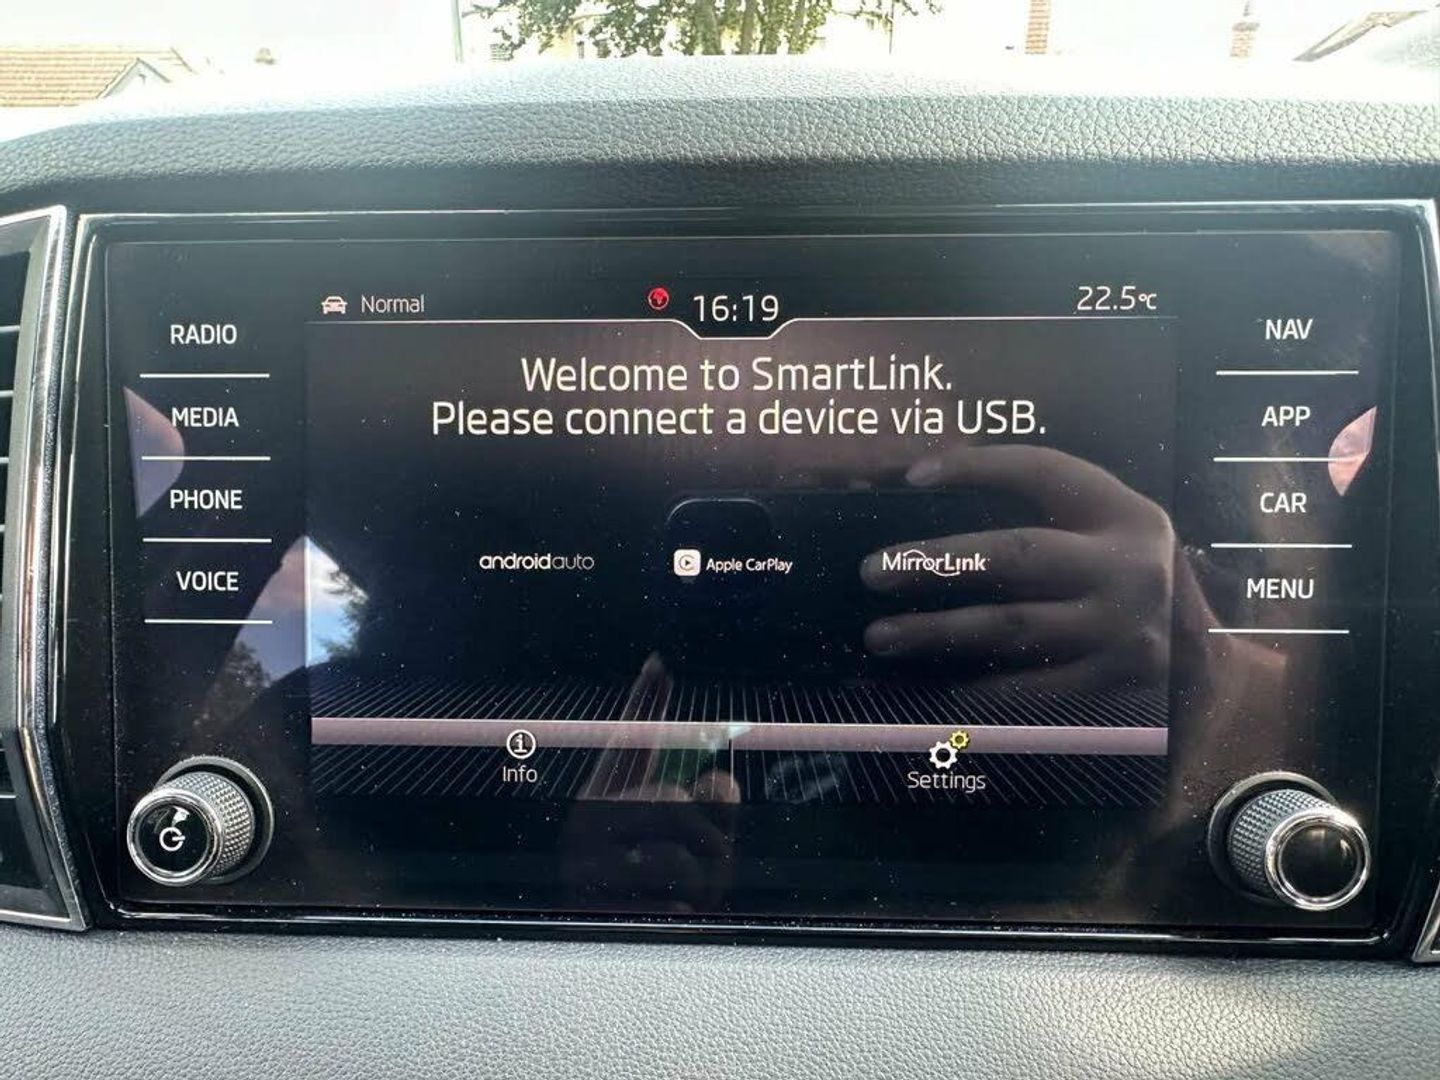 Normal
16:19
22.5°C
RADIO
MEDIA
PHONE
VOICE
Welcome to SmartLink.
Please connect a device via USB.
androidauto
Apple CarPlay
MirrorLink
Info
Settings
NAV
APP
CAR
MENU